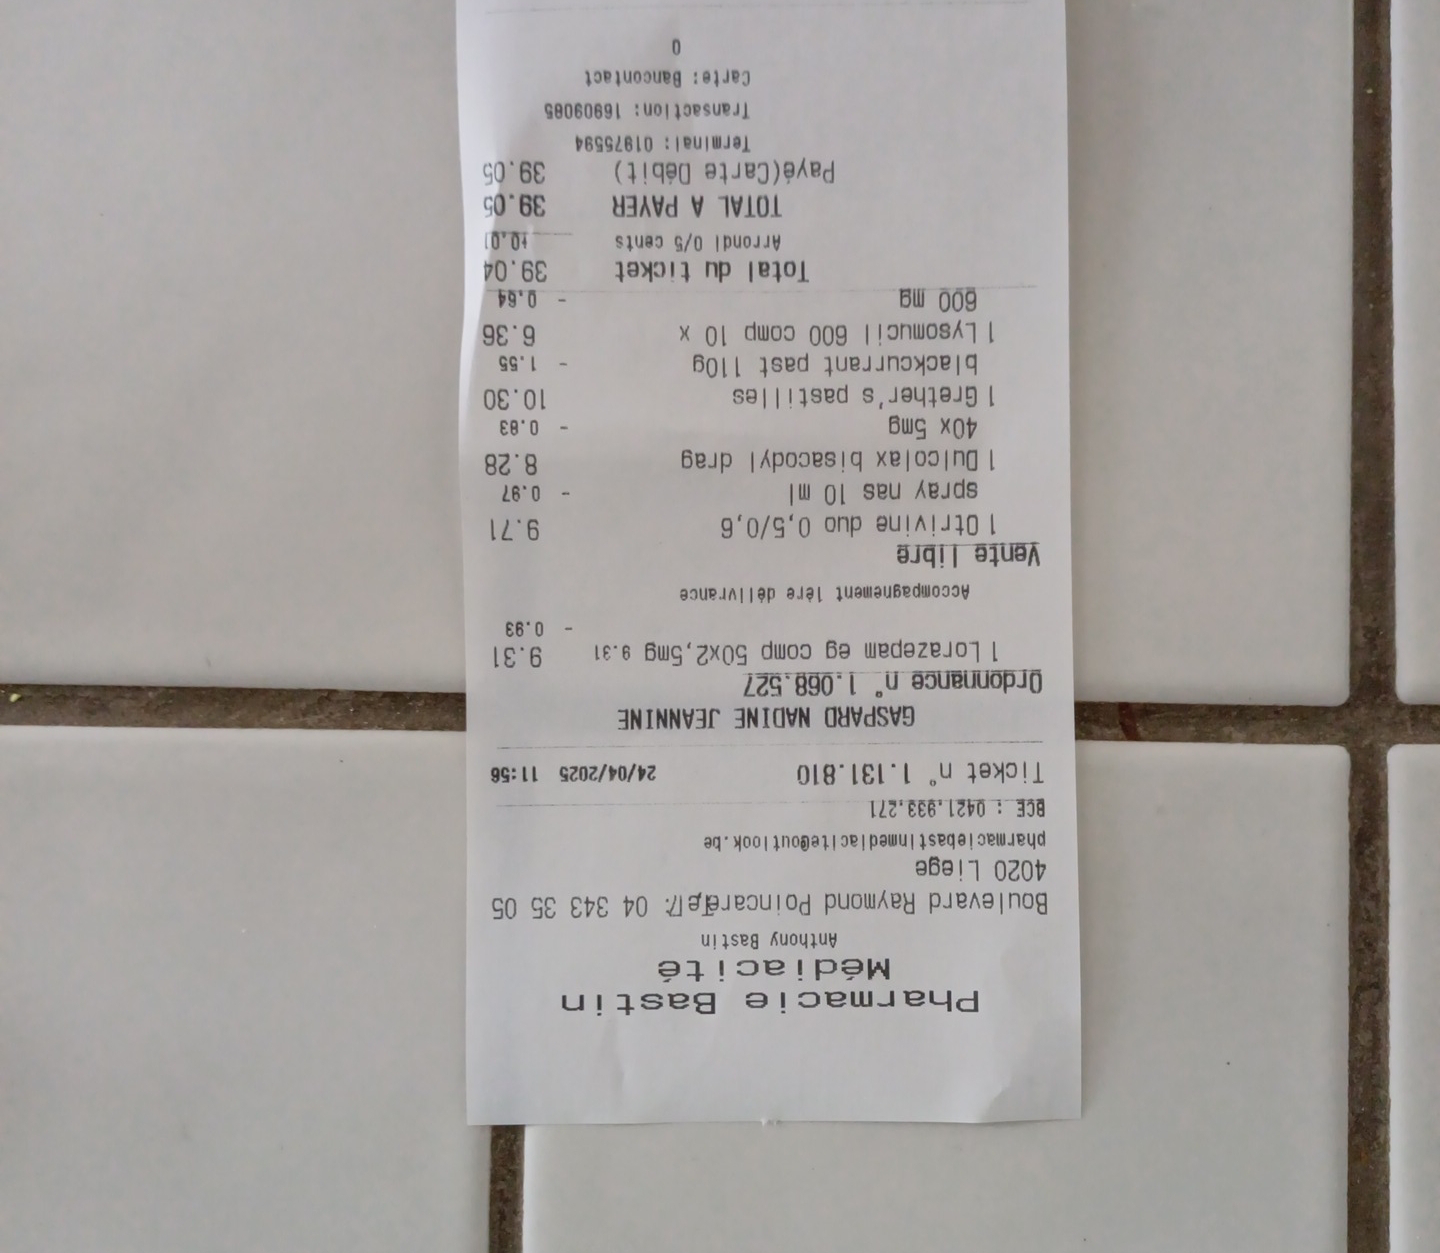 Pharmacie Bastin
Médiacité
Anthony Bastin
Boulevard Raymond Poincaré 7 Tel: 04 343 35 05
4020 Liege
pharmaciebastinmediacite@outlook.be
BCE : 0421.933.271
Ticket n° 1.131.810 24/04/2025 11:56
GASPARD NADINE JEANNINE
Ordonnance n° 1.068.527
1 Lorazepam eg comp 50x2,5mg 9.31 9.31
- 0.93
Accompagnement 1ère délivrance
Vente libre
1 Otrivine duo 0,5/0,6 9.71
spray nas 10 ml - 0.97
1 Dulcolax bisacodyl drag 8.28
40x 5mg - 0.83
1 Grether's pastilles 10.30
blackcurrant past 110g - 1.55
1 Lysomucil 600 comp 10 x 6.36
600 mg - 0.64
Total du ticket 39.04
Arrondi 0/5 cents +0.01
TOTAL A PAYER 39.05
Payé(Carte Débit) 39.05
Terminal: 01975594
Transaction: 16909085
Carte: Bancontact
0